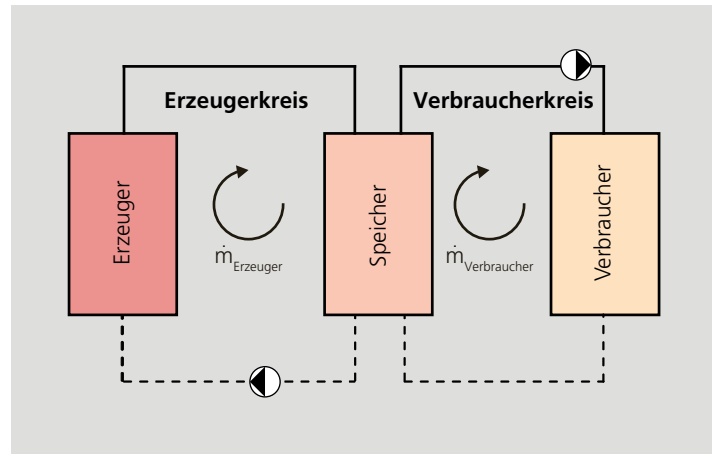 Erzeugerkreis
Verbraucherkreis
Erzeuger
ṁErzeuger
Speicher
ṁVerbraucher
Verbraucher